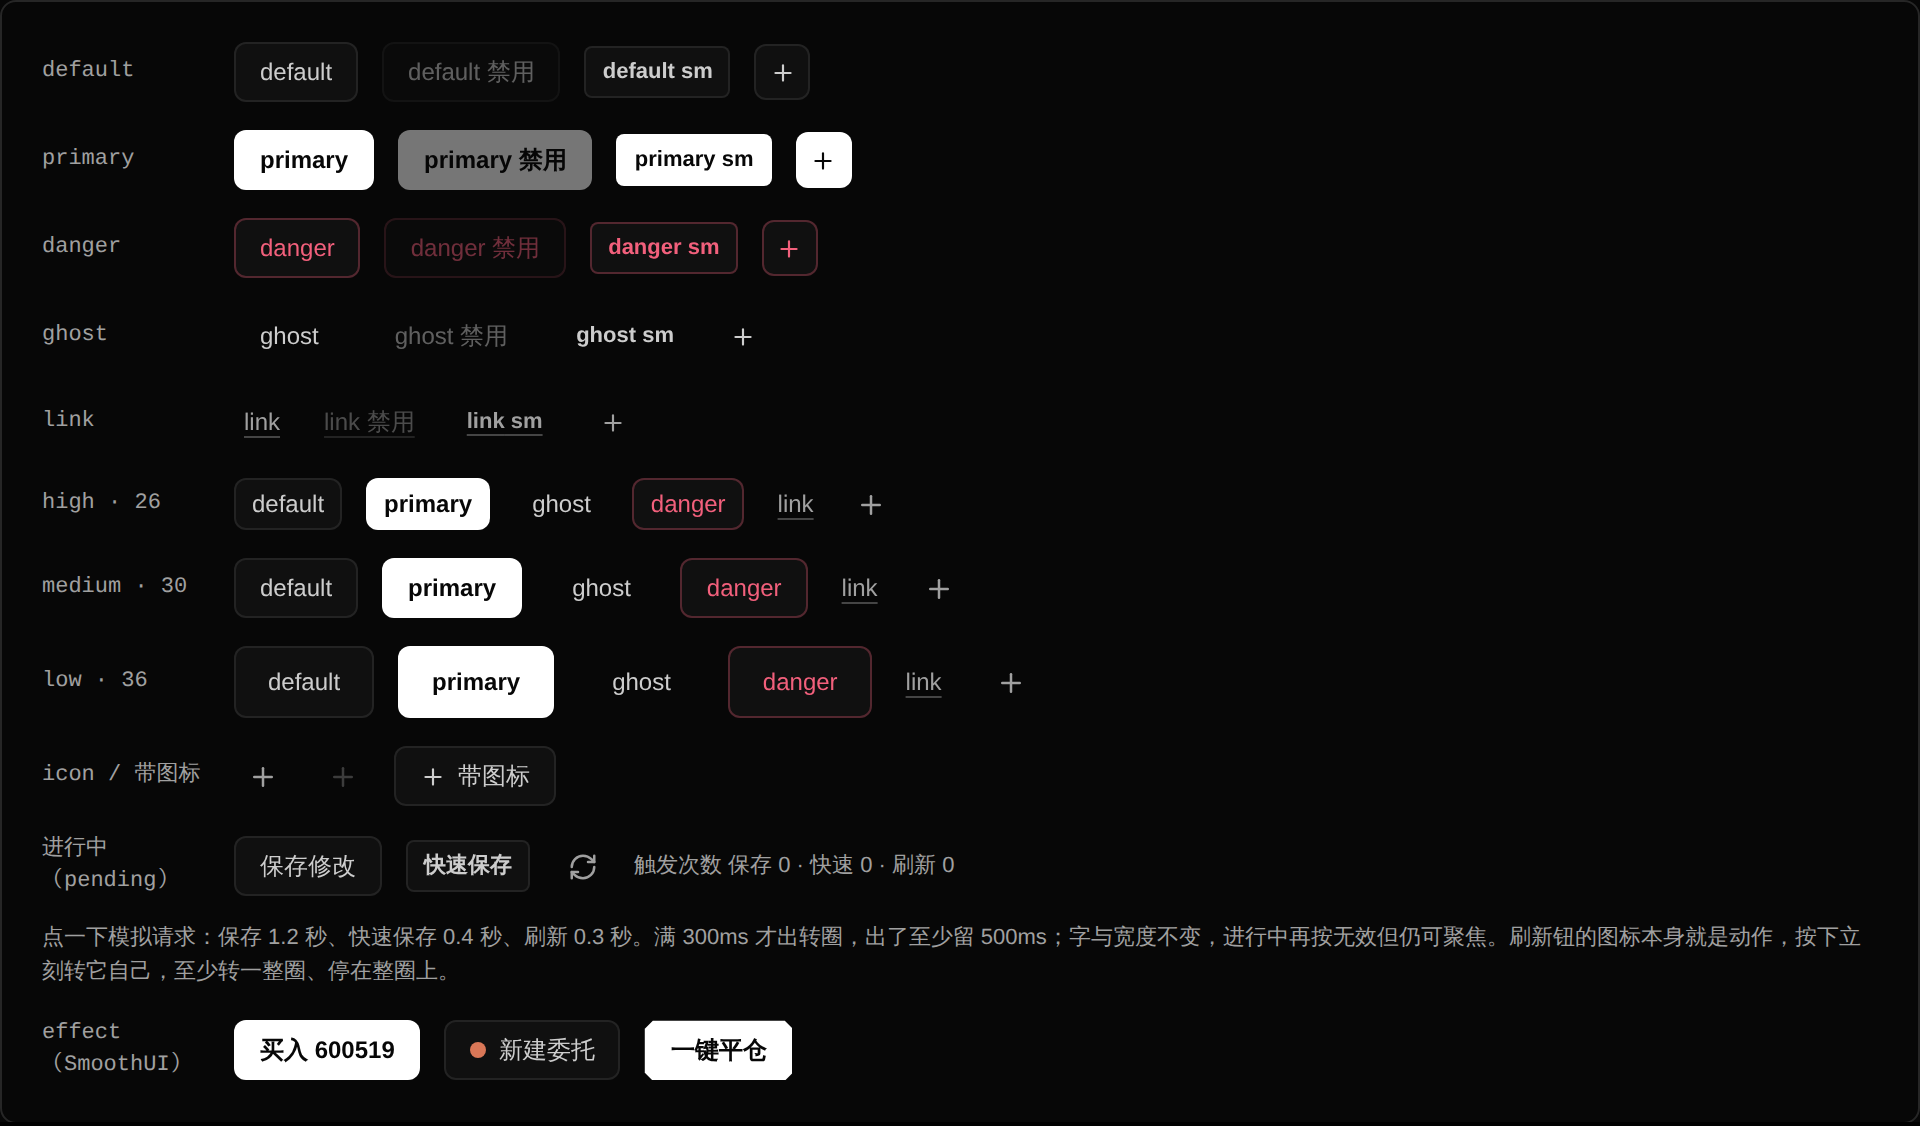 default default default 禁用 default sm
primary primary primary 禁用 primary sm
danger danger danger 禁用 danger sm
ghost ghost ghost 禁用 ghost sm
link link link 禁用 link sm
high · 26 default primary ghost danger link
medium · 30 default primary ghost danger link
low · 36 default primary ghost danger link
icon / 带图标 带图标
进行中
（pending） 保存修改 快速保存 触发次数 保存 0 · 快速 0 · 刷新 0
点一下模拟请求：保存 1.2 秒、快速保存 0.4 秒、刷新 0.3 秒。满 300ms 才出转圈，出了至少留 500ms；字与宽度不变，进行中再按无效但仍可聚焦。刷新钮的图标本身就是动作，按下立
刻转它自己，至少转一整圈、停在整圈上。
effect
（SmoothUI） 买入 600519 新建委托 一键平仓